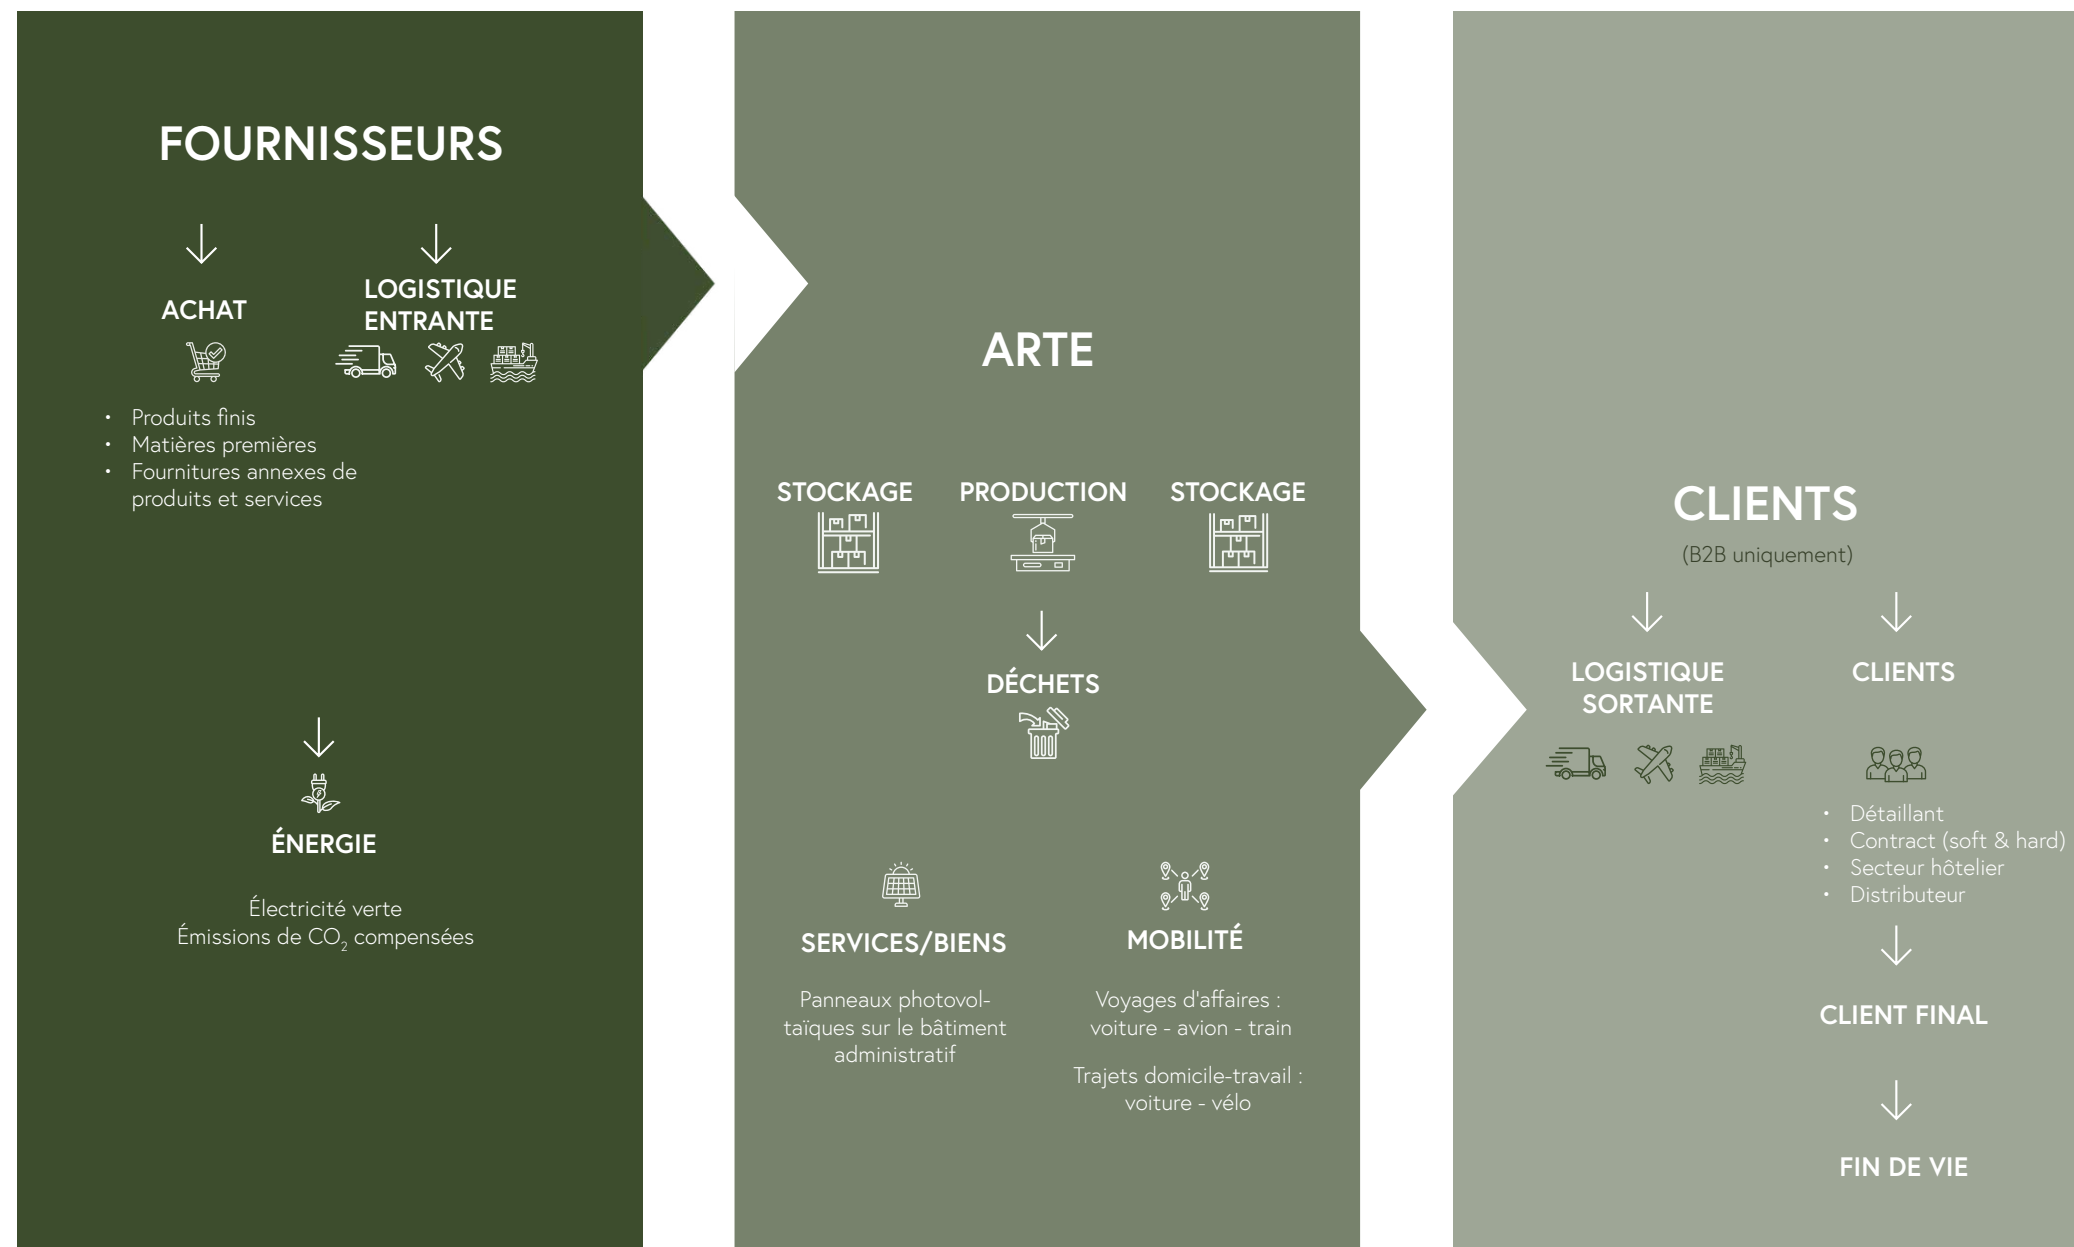 FOURNISSEURS
ACHAT
LOGISTIQUE
ENTRANTE
• Produits finis
• Matières premières
• Fournitures annexes de
produits et services
ÉNERGIE
Électricité verte
Émissions de CO₂ compensées
ARTE
STOCKAGE
PRODUCTION
STOCKAGE
DÉCHETS
SERVICES/BIENS
Panneaux photovol-
taïques sur le bâtiment
administratif
MOBILITÉ
Voyages d'affaires :
voiture - avion - train
Trajets domicile-travail :
voiture - vélo
CLIENTS
(B2B uniquement)
LOGISTIQUE
SORTANTE
CLIENTS
• Détaillant
• Contract (soft & hard)
• Secteur hôtelier
• Distributeur
CLIENT FINAL
FIN DE VIE